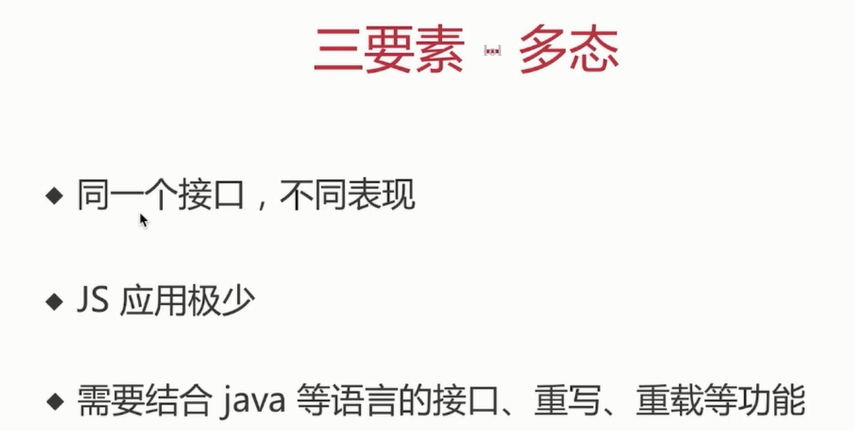 三要素 - 多态
◆ 同一个接口，不同表现
◆ JS 应用极少
◆ 需要结合 java 等语言的接口、重写、重载等功能